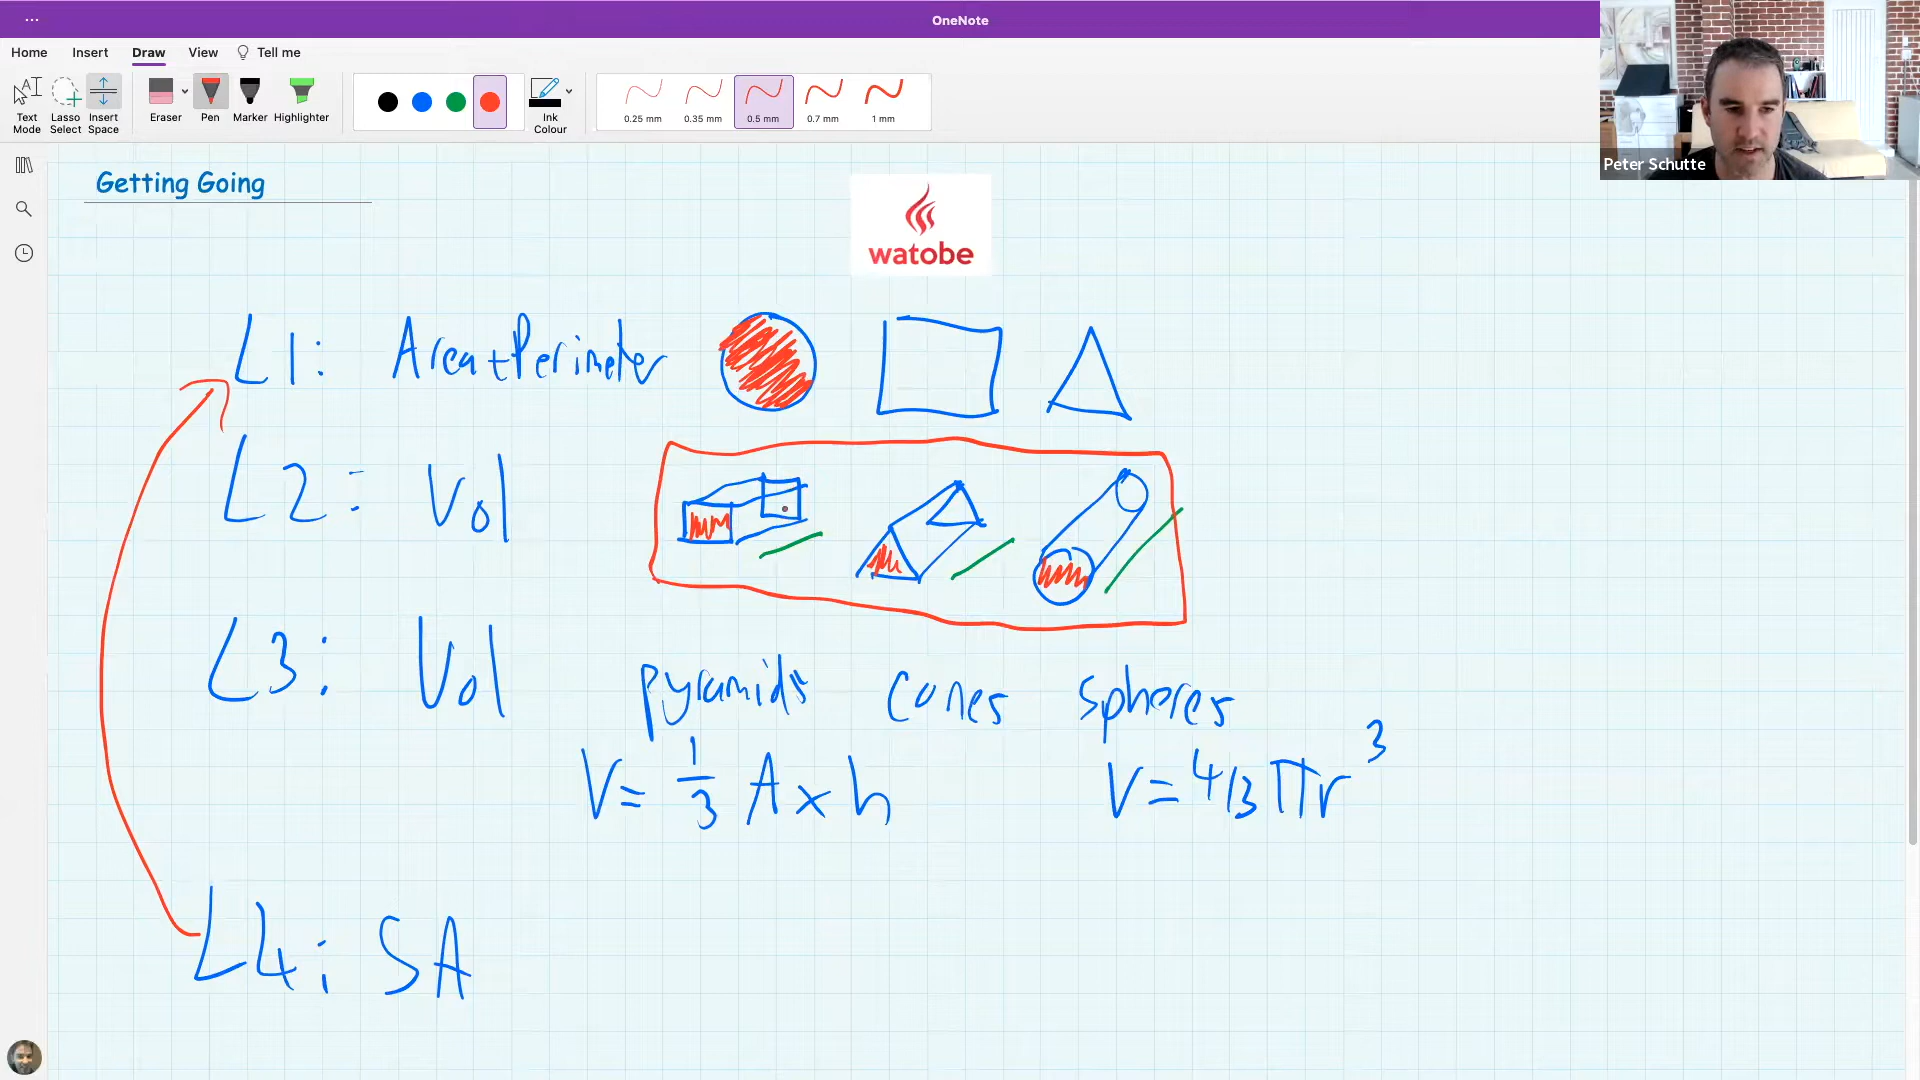 OneNote
Home Insert Draw View Tell me
Text Mode
Lasso Select
Insert Space
Eraser
Pen
Marker
Highlighter
Ink Colour
0.25 mm
0.35 mm
0.5 mm
0.7 mm
1 mm
Peter Schutte
Getting Going
watobe
L1: Area+Perimeter
L2: Vol
L3: Vol pyramids cones spheres
V= 1/3 A x h V= 4/3 πr³
L4: SA